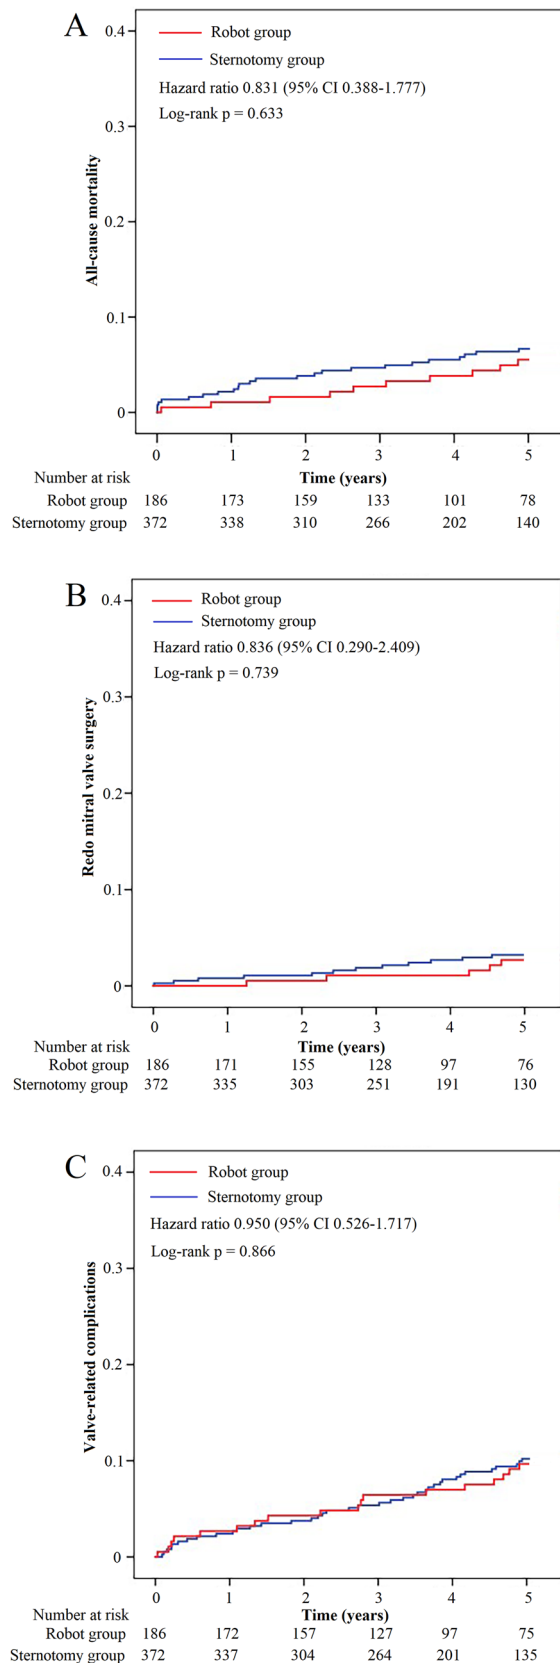 A
0.4
Robot group
Sternotomy group
Hazard ratio 0.831 (95% CI 0.388-1.777)
Log-rank p = 0.633
0.3
0.2
0.1
0
All-cause mortality
0 1 2 3 4 5
Number at risk Time (years)
Robot group 186 173 159 133 101 78
Sternotomy group 372 338 310 266 202 140
B
0.4
Robot group
Sternotomy group
Hazard ratio 0.836 (95% CI 0.290-2.409)
Log-rank p = 0.739
0.3
0.2
0.1
0
Redo mitral valve surgery
0 1 2 3 4 5
Number at risk Time (years)
Robot group 186 171 155 128 97 76
Sternotomy group 372 335 303 251 191 130
C
0.4
Robot group
Sternotomy group
Hazard ratio 0.950 (95% CI 0.526-1.717)
Log-rank p = 0.866
0.3
0.2
0.1
0
Valve-related complications
0 1 2 3 4 5
Number at risk Time (years)
Robot group 186 172 157 127 97 75
Sternotomy group 372 337 304 264 201 135